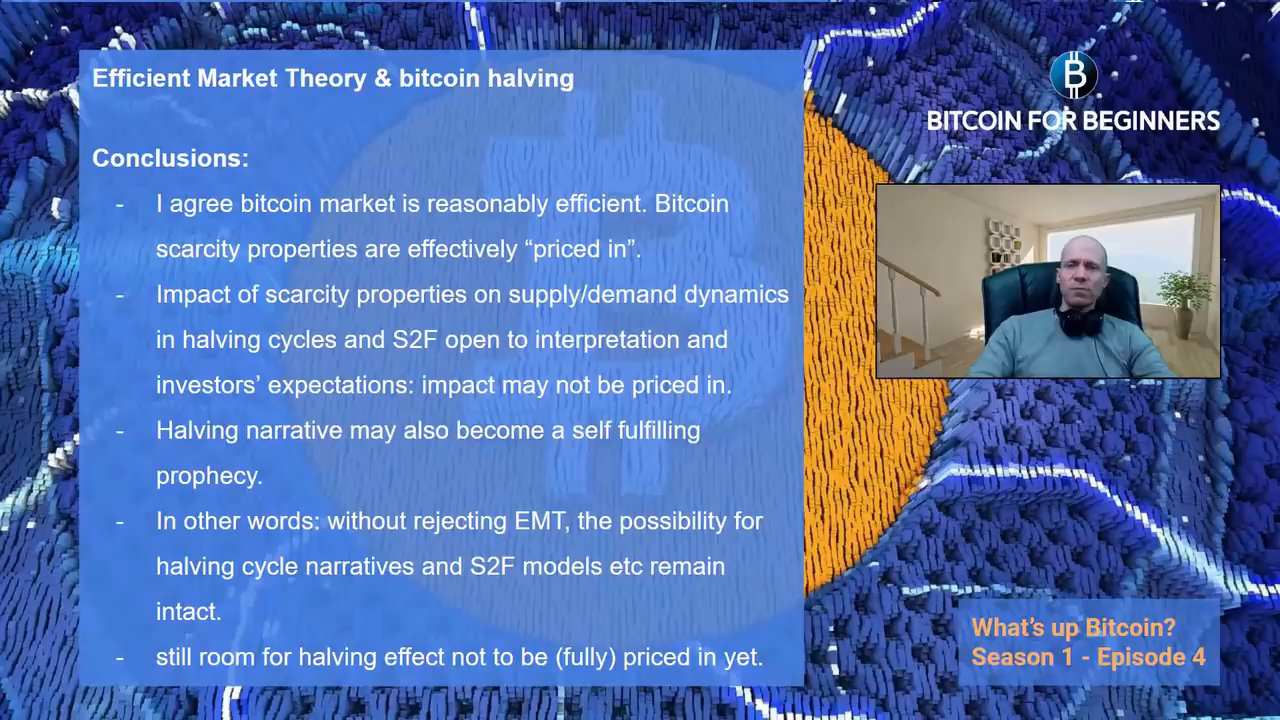 Efficient Market Theory & bitcoin halving
Conclusions:
- I agree bitcoin market is reasonably efficient. Bitcoin
scarcity properties are effectively “priced in”.
- Impact of scarcity properties on supply/demand dynamics
in halving cycles and S2F open to interpretation and
investors’ expectations: impact may not be priced in.
- Halving narrative may also become a self fulfilling
prophecy.
- In other words: without rejecting EMT, the possibility for
halving cycle narratives and S2F models etc remain
intact.
- still room for halving effect not to be (fully) priced in yet.
BITCOIN FOR BEGINNERS
What’s up Bitcoin?
Season 1 - Episode 4